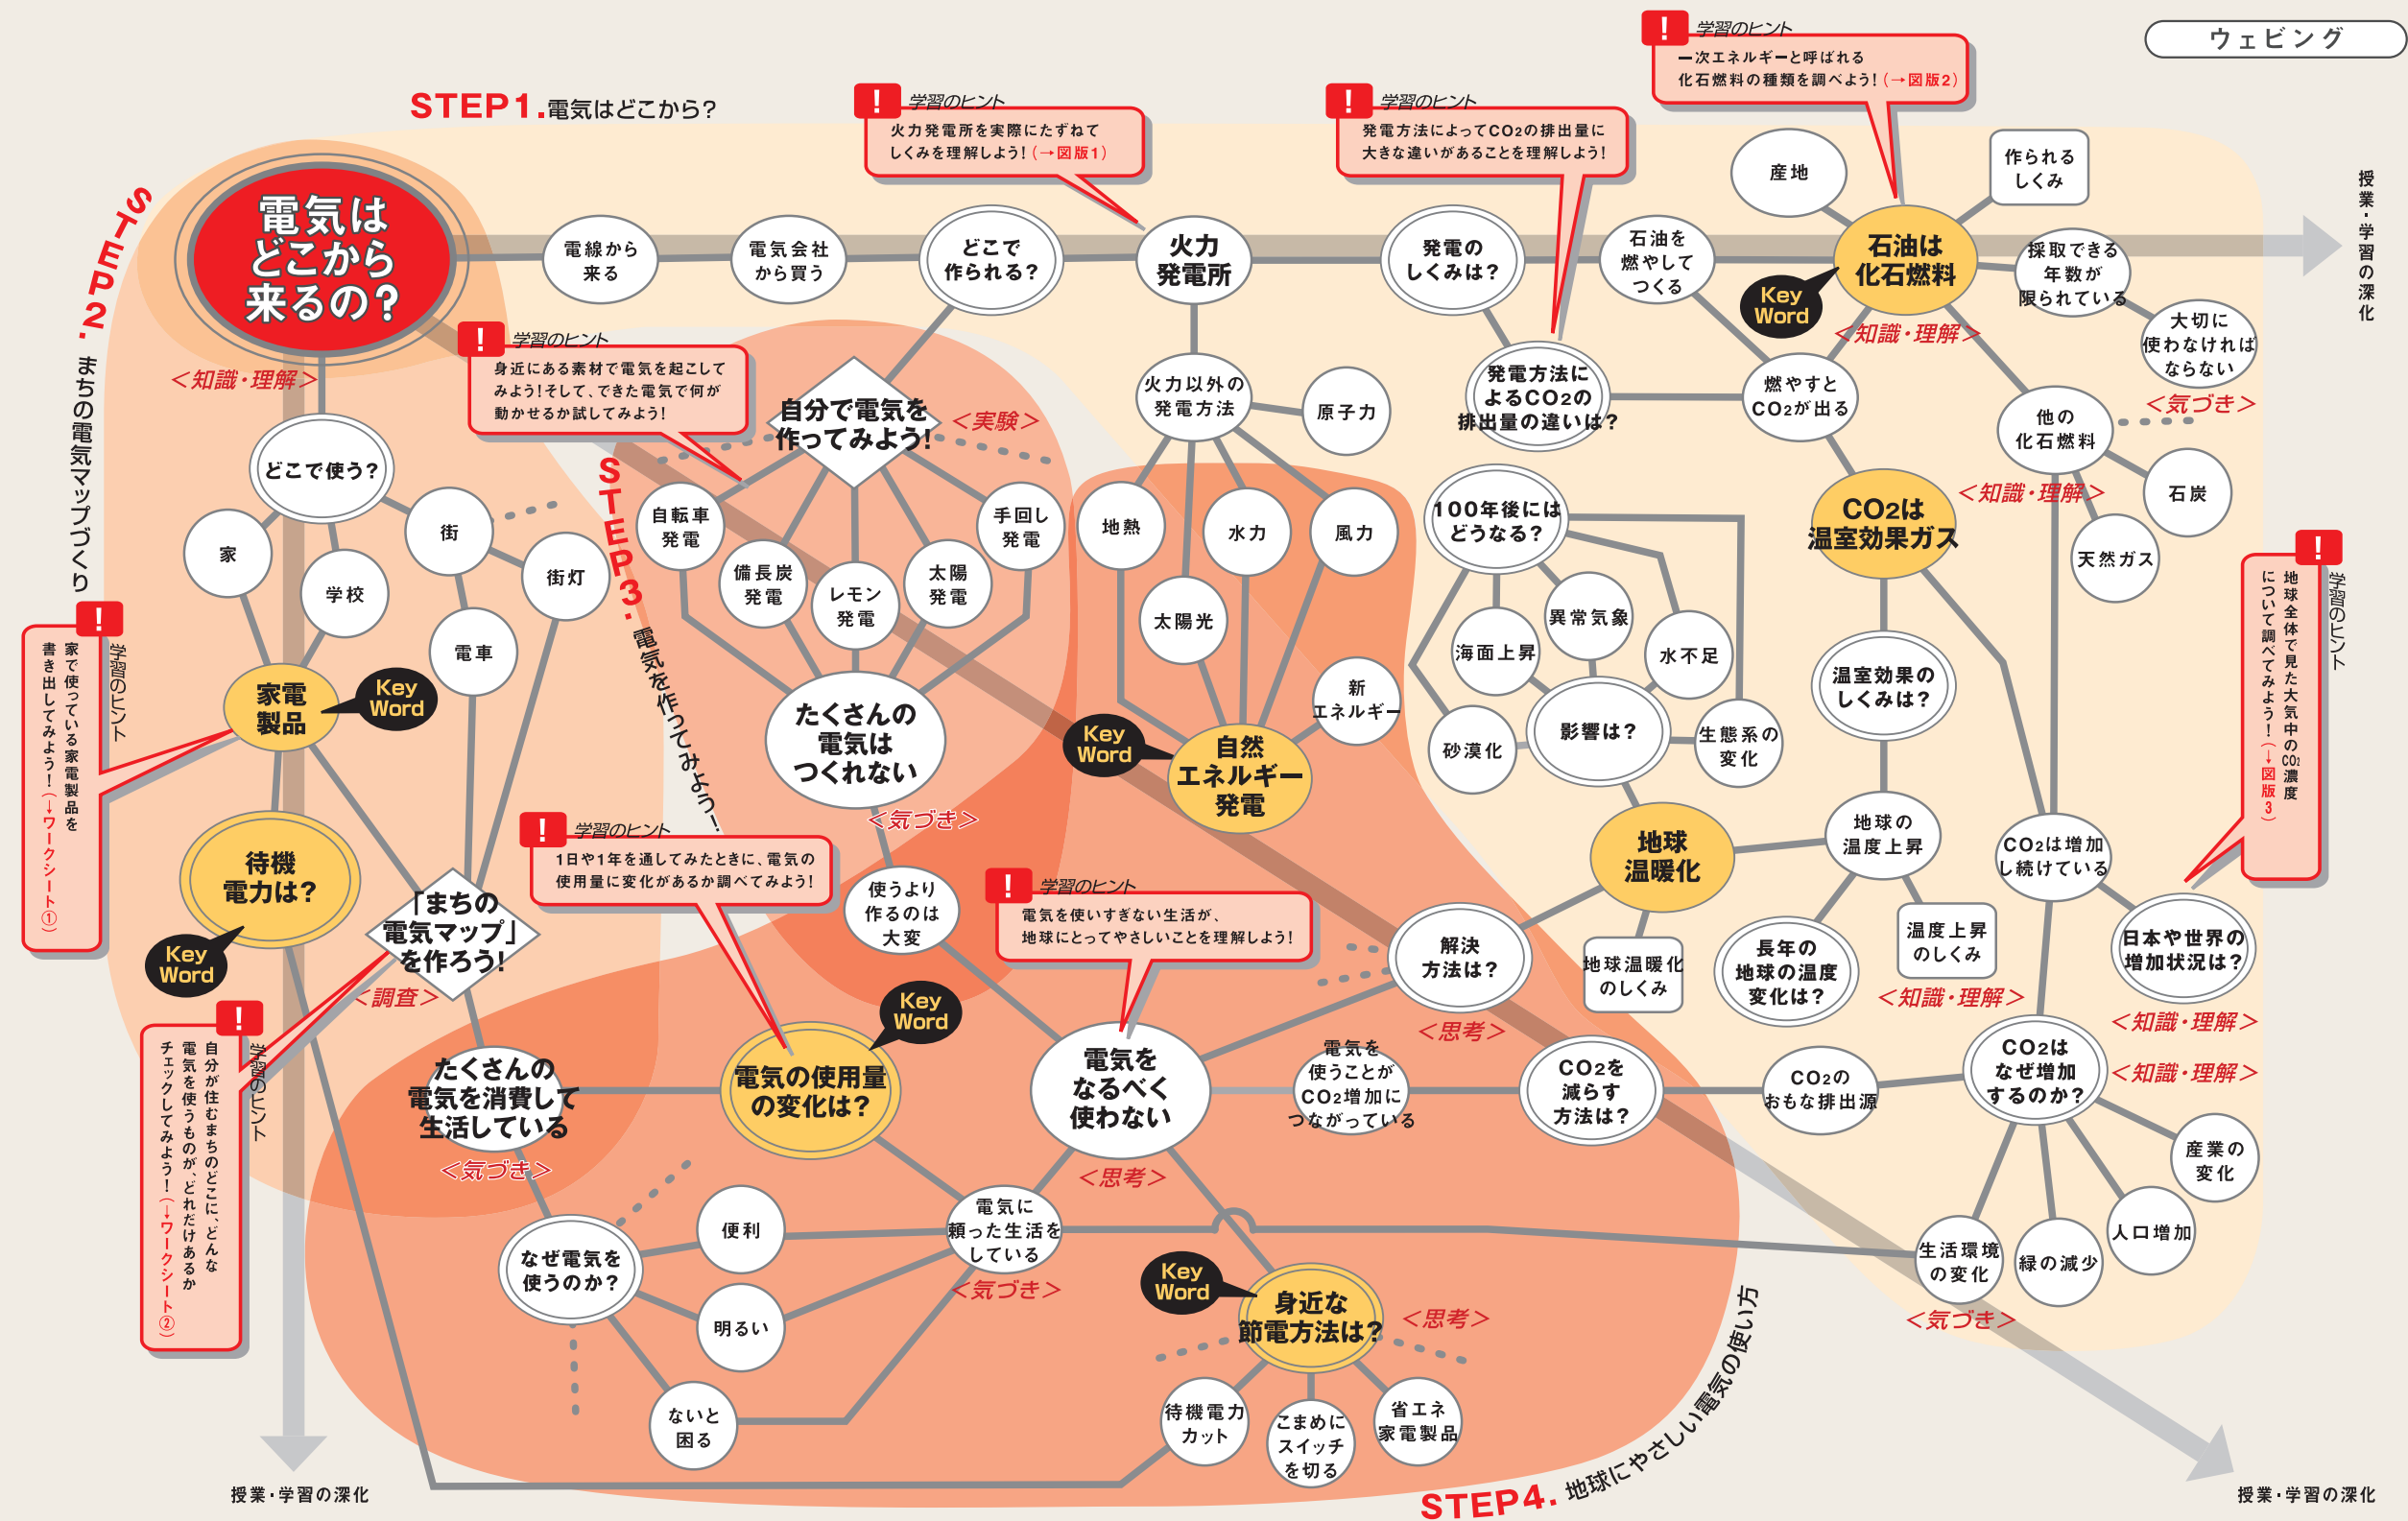 ウェビング
STEP1.電気はどこから?
! 学習のヒント
火力発電所を実際にたずねて
しくみを理解しよう!(→図版1)
! 学習のヒント
発電方法によってCO2の排出量に
大きな違いがあることを理解しよう!
! 学習のヒント
一次エネルギーと呼ばれる
化石燃料の種類を調べよう!(→図版2)
授業・学習の深化
電気は
どこから
来るの?
<知識・理解>
電線から
来る
電気会社
から買う
どこで
作られる?
火力
発電所
発電の
しくみは?
石油を
燃やして
つくる
石油は
化石燃料
Key
Word
<知識・理解>
産地
作られる
しくみ
採取できる
年数が
限られている
大切に
使わなければ
ならない
<気づき>
他の
化石燃料
<知識・理解>
石炭
天然ガス
燃やすと
CO2が出る
発電方法に
よるCO2の
排出量の違いは?
火力以外の
発電方法
原子力
地熱
水力
風力
太陽光
新
エネルギー
自然
エネルギー
発電
Key
Word
CO2は
温室効果ガス
温室効果の
しくみは?
地球の
温度上昇
長年の
地球の温度
変化は?
温度上昇
のしくみ
<知識・理解>
地球
温暖化
地球温暖化
のしくみ
100年後には
どうなる?
海面上昇
異常気象
水不足
砂漠化
影響は?
生態系の
変化
CO2は増加
し続けている
日本や世界の
増加状況は?
<知識・理解>
! 学習のヒント
地球全体で見た大気中のCO2濃度
について調べてみよう!(→図版3)
CO2は
なぜ増加
するのか?
<知識・理解>
産業の
変化
人口増加
緑の減少
生活環境
の変化
<気づき>
CO2の
おもな排出源
CO2を
減らす
方法は?
電気を
使うことが
CO2増加に
つながっている
解決
方法は?
<思考>
STEP2.まちの電気マップづくり
どこで使う?
家
学校
街
街灯
電車
家電
製品
Key
Word
! 学習のヒント
家で使っている家電製品を
書き出してみよう!(→ワークシート①)
待機
電力は?
Key
Word
「まちの
電気マップ」
を作ろう!
<調査>
! 学習のヒント
自分が住むまちのどこに、どんな
電気を使うものが、どれだけあるか
チェックしてみよう!(→ワークシート②)
たくさんの
電気を消費して
生活している
<気づき>
授業・学習の深化
STEP3.電気を作ってみよう!
! 学習のヒント
身近にある素材で電気を起こして
みよう!そして、できた電気で何が
動かせるか試してみよう!
自分で電気を
作ってみよう!
<実験>
自転車
発電
備長炭
発電
レモン
発電
太陽
発電
手回し
発電
たくさんの
電気は
つくれない
<気づき>
使うより
作るのは
大変
STEP4.地球にやさしい電気の使い方
! 学習のヒント
1日や1年を通してみたときに、電気の
使用量に変化があるか調べてみよう!
電気の使用量
の変化は?
Key
Word
! 学習のヒント
電気を使いすぎない生活が、
地球にとってやさしいことを理解しよう!
電気を
なるべく
使わない
<思考>
電気に
頼った生活を
している
<気づき>
なぜ電気を
使うのか?
便利
明るい
ないと
困る
身近な
節電方法は?
Key
Word
<思考>
待機電力
カット
こまめに
スイッチ
を切る
省エネ
家電製品
授業・学習の深化